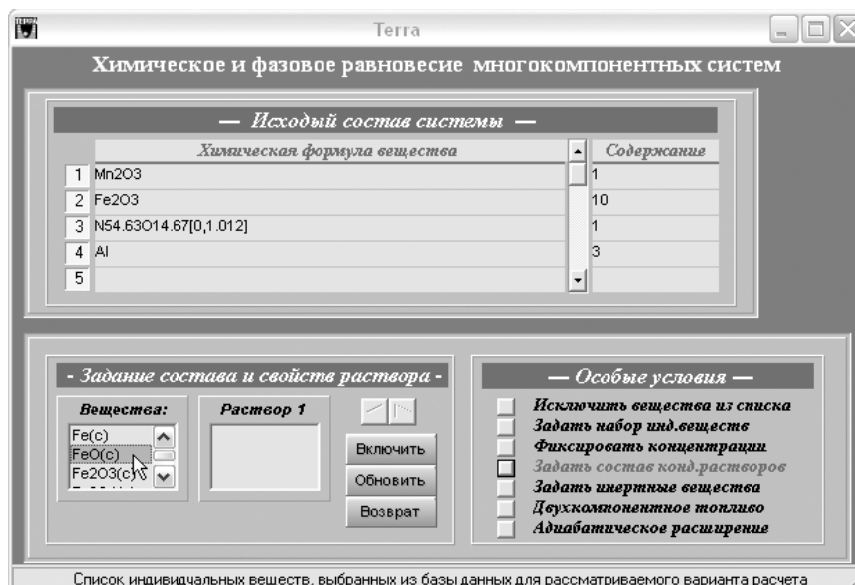 Terra
Химическое и фазовое равновесие многокомпонентных систем
— Исходый состав системы —
Химическая формула вещества Содержание
1 Mn2O3 1
2 Fe2O3 10
3 N54.63O14.67[0,1.012] 1
4 Al 3
5
- Задание состава и свойств раствора -
Вещества: Раствор 1
Fe(c)
FeO(c)
Fe2O3(c)
Включить
Обновить
Возврат
— Особые условия —
Исключить вещества из списка
Задать набор инд.веществ
Фиксировать концентрации
Задать состав конд.растворов
Задать инертные вещества
Двухкомпонентное топливо
Адиабатическое расширение
Список индивидуальных веществ, выбранных из базы данных для рассматриваемого варианта расчета